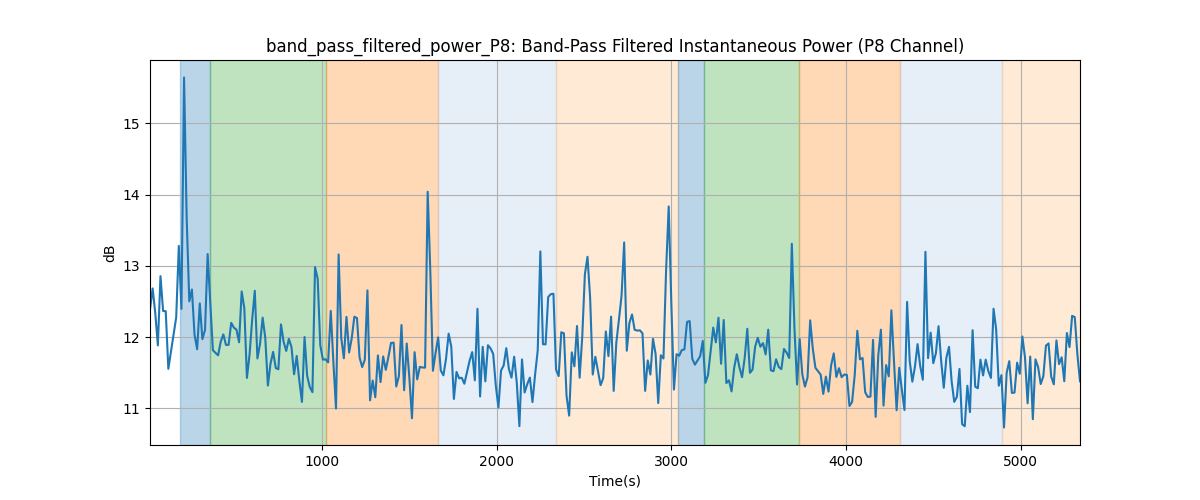 band_pass_filtered_power_P8: Band-Pass Filtered Instantaneous Power (P8 Channel)
15
14
13
12
11
dB
1000 2000 3000 4000 5000
Time(s)